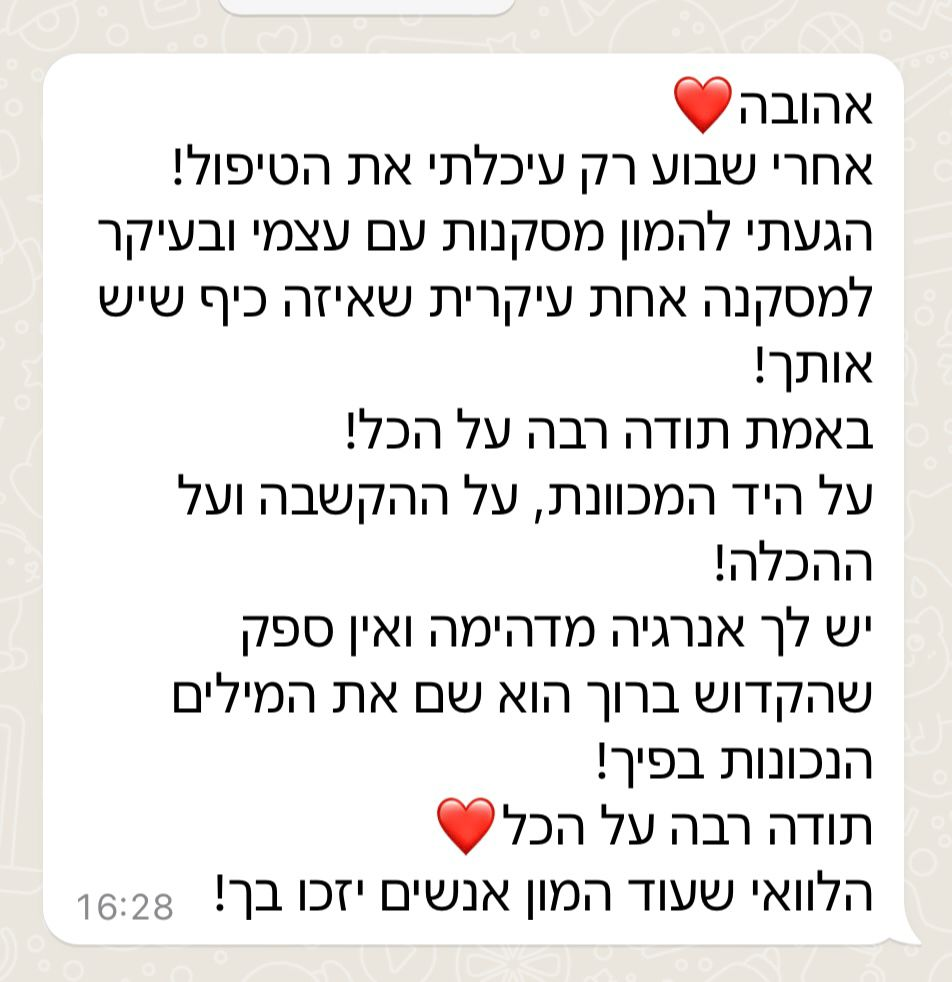 אהובה❤️
אחרי שבוע רק עיכלתי את הטיפול!
הגעתי להמון מסקנות עם עצמי ובעיקר
למסקנה אחת עיקרית שאיזה כיף שיש
אותך!
באמת תודה רבה על הכל!
על היד המכוונת, על ההקשבה ועל
ההכלה!
יש לך אנרגיה מדהימה ואין ספק
שהקדוש ברוך הוא שם את המילים
הנכונות בפיך!
תודה רבה על הכל❤️
הלוואי שעוד המון אנשים יזכו בך!
16:28